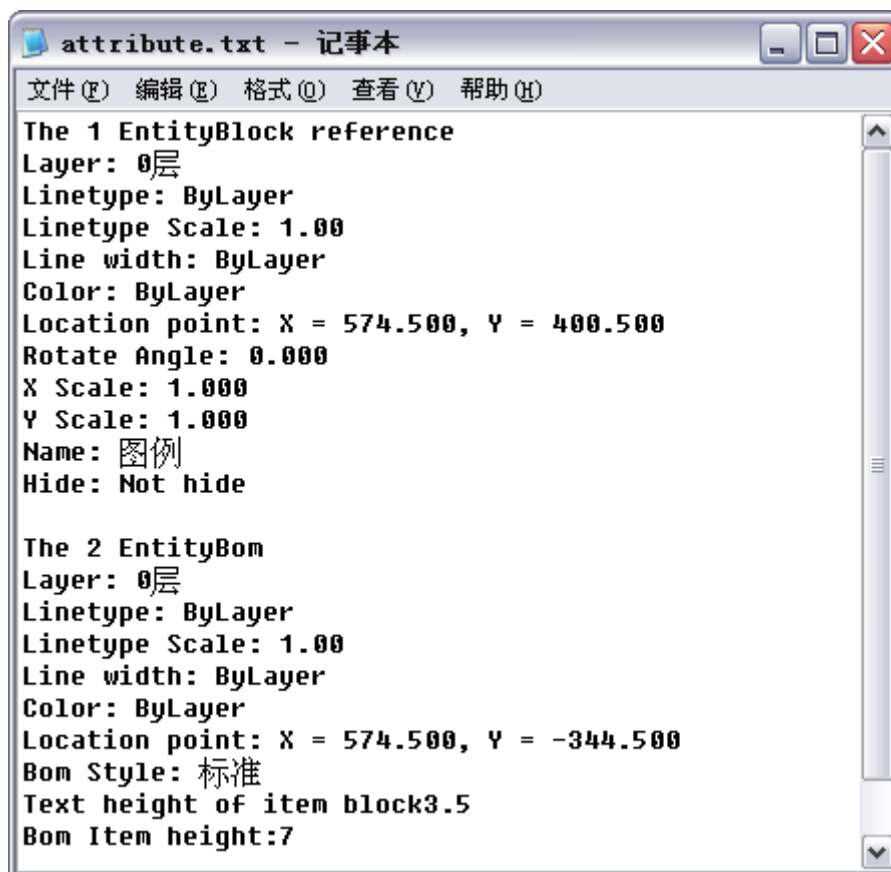 attribute.txt - 记事本
文件(F) 编辑(E) 格式(O) 查看(V) 帮助(H)
The 1 EntityBlock reference
Layer: 0层
Linetype: ByLayer
Linetype Scale: 1.00
Line width: ByLayer
Color: ByLayer
Location point: X = 574.500, Y = 400.500
Rotate Angle: 0.000
X Scale: 1.000
Y Scale: 1.000
Name: 图例
Hide: Not hide
The 2 EntityBom
Layer: 0层
Linetype: ByLayer
Linetype Scale: 1.00
Line width: ByLayer
Color: ByLayer
Location point: X = 574.500, Y = -344.500
Bom Style: 标准
Text height of item block3.5
Bom Item height:7